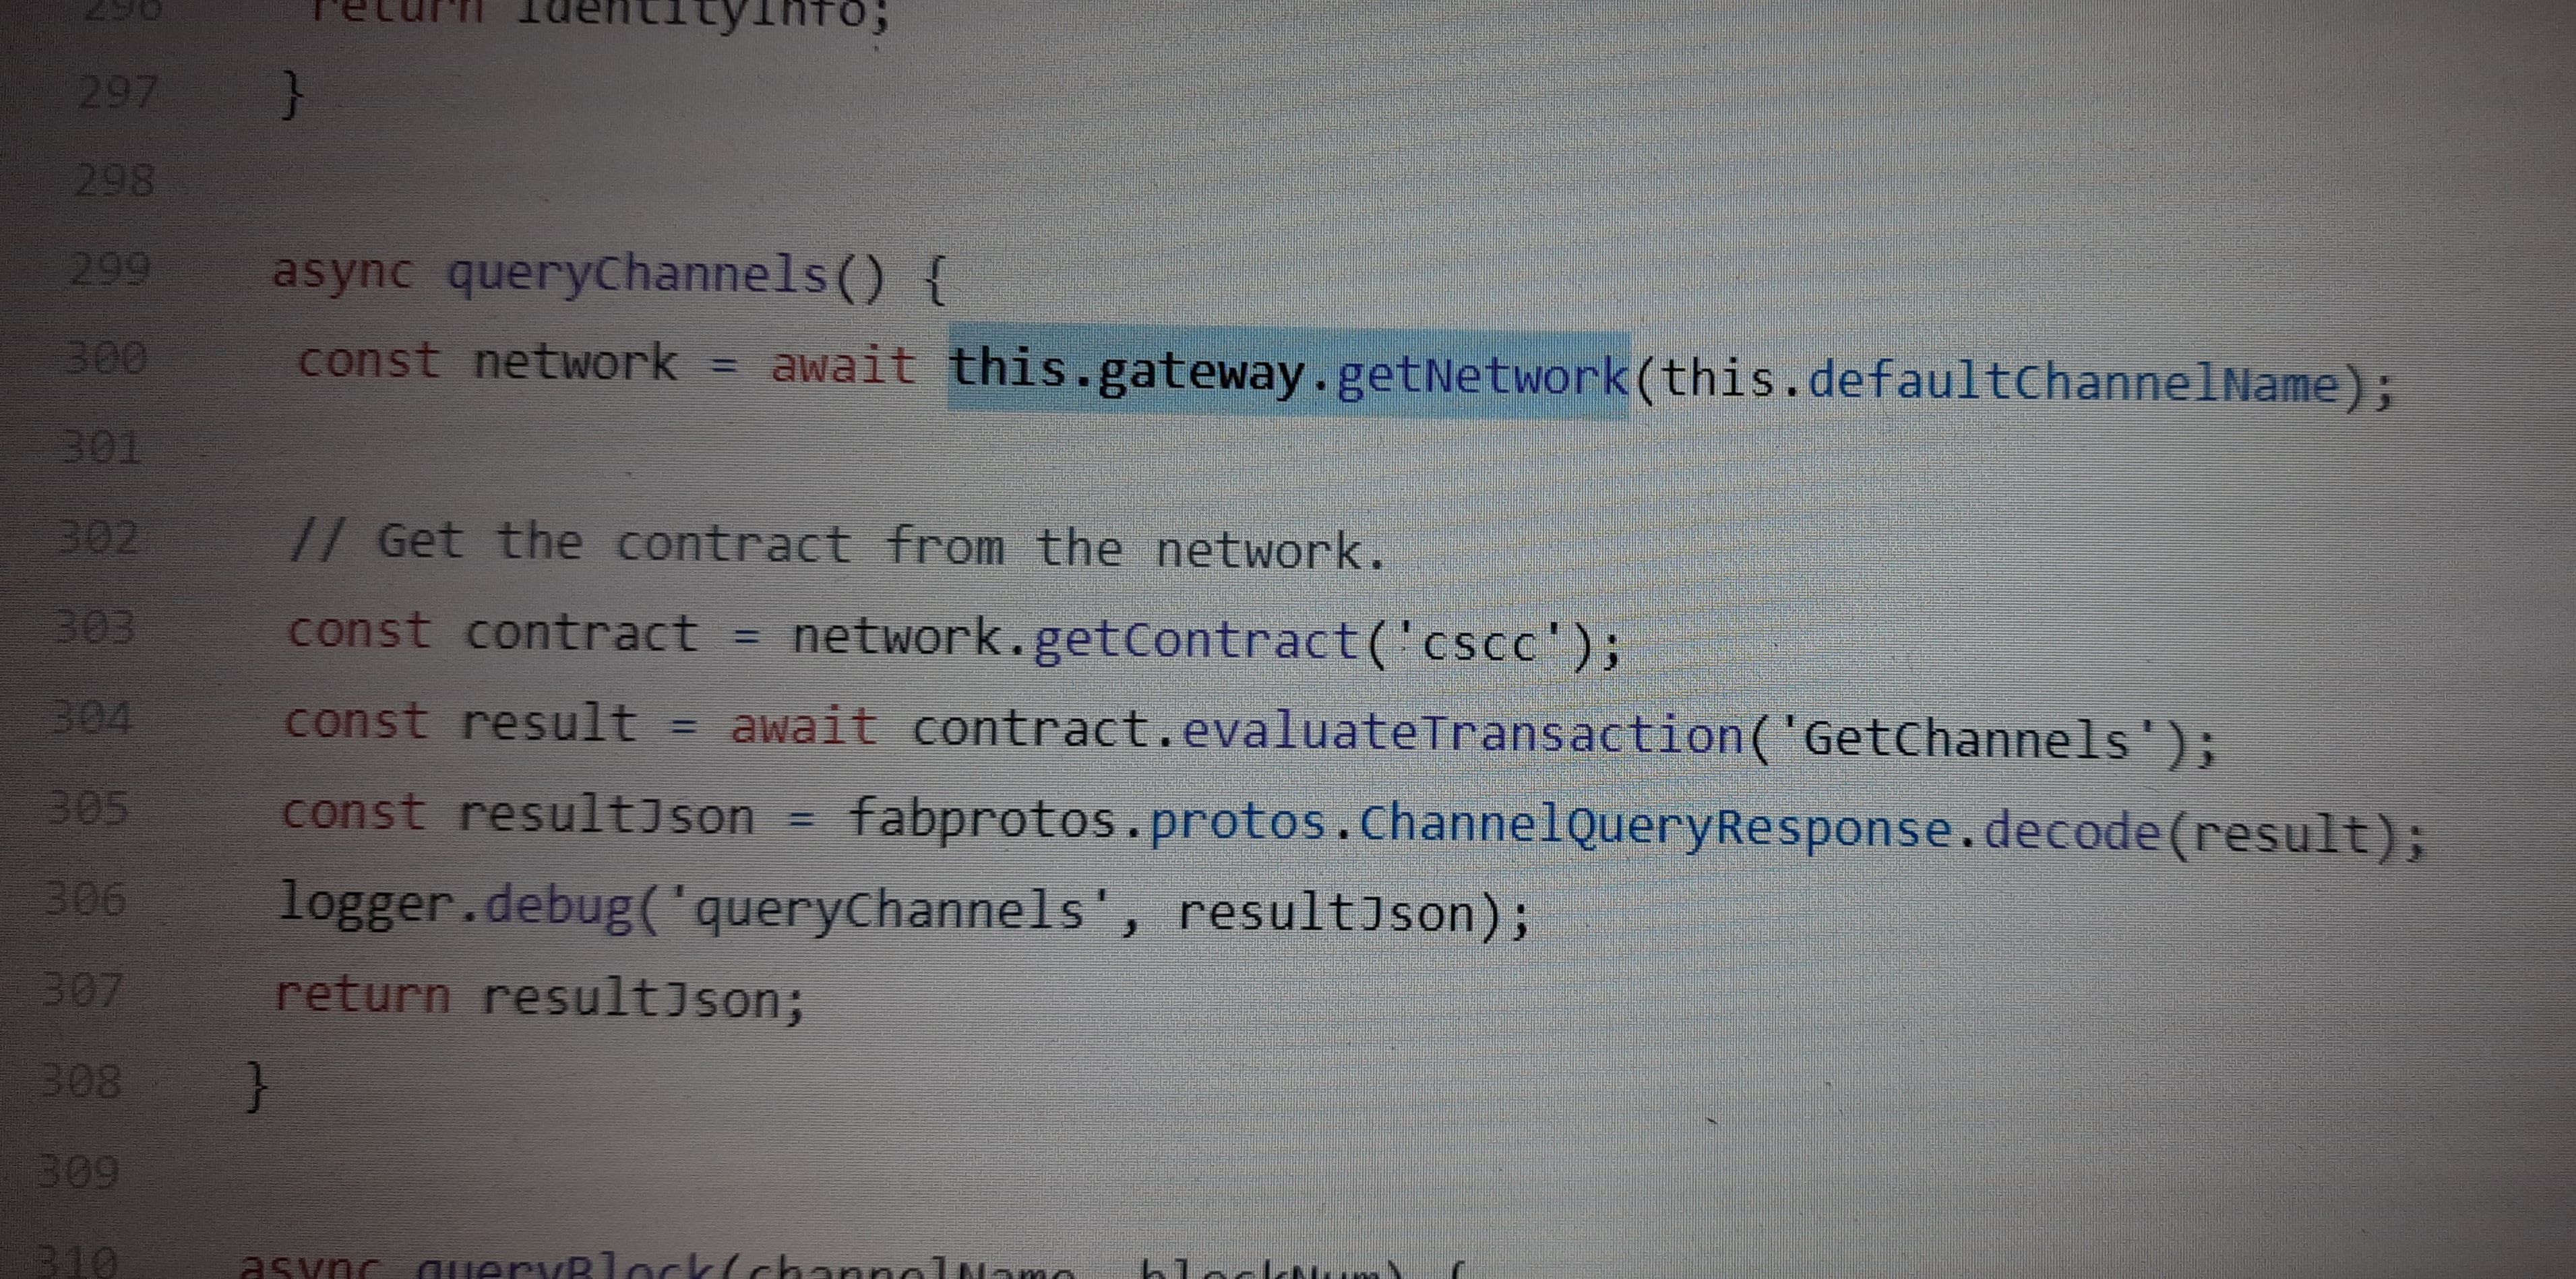 296 return identityInfo;
297 }
298
299 async queryChannels() {
300 const network = await this.gateway.getNetwork(this.defaultChannelName);
301
302 // Get the contract from the network.
303 const contract = network.getContract('cscc');
304 const result = await contract.evaluateTransaction('GetChannels');
305 const resultJson = fabprotos.protos.ChannelQueryResponse.decode(result);
306 logger.debug('queryChannels', resultJson);
307 return resultJson;
308 }
309
310 async queryBlock(channelName, blockNum) {